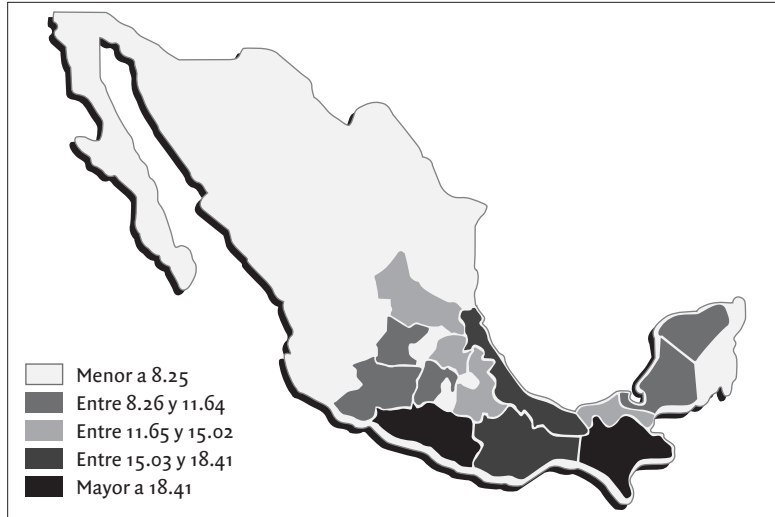 Menor a 8.25
Entre 8.26 y 11.64
Entre 11.65 y 15.02
Entre 15.03 y 18.41
Mayor a 18.41